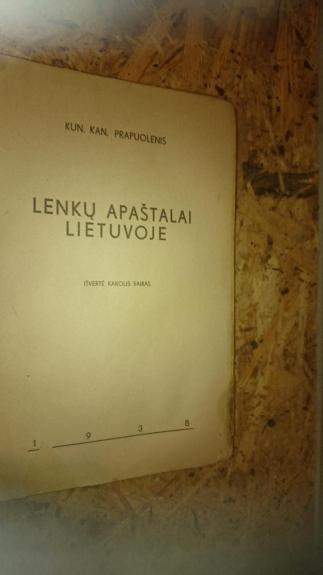 KUN. KAN. PRAPUOLENIS
LENKŲ APAŠTALAI
LIETUVOJE
IŠVERTĖ KAROLIS VAIRAS
1 9 3 8